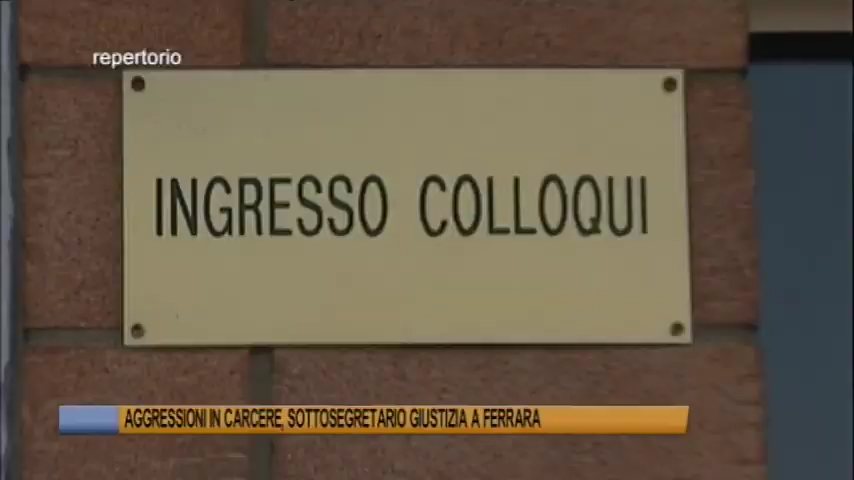 repertorio
INGRESSO COLLOQUI
AGGRESSIONI IN CARCERE, SOTTOSEGRETARIO GIUSTIZIA A FERRARA